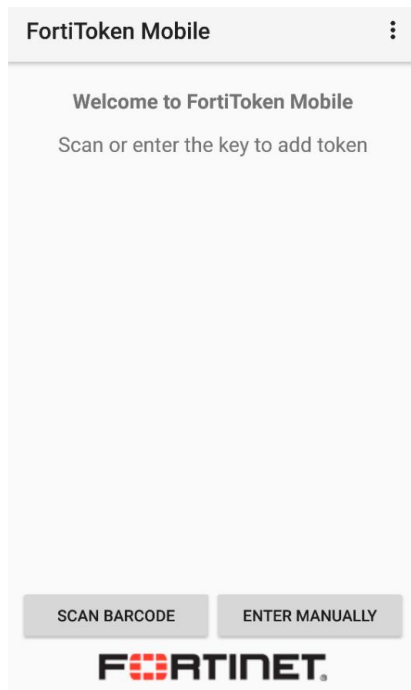 FortiToken Mobile
Welcome to FortiToken Mobile
Scan or enter the key to add token
SCAN BARCODE ENTER MANUALLY
FORTINET®